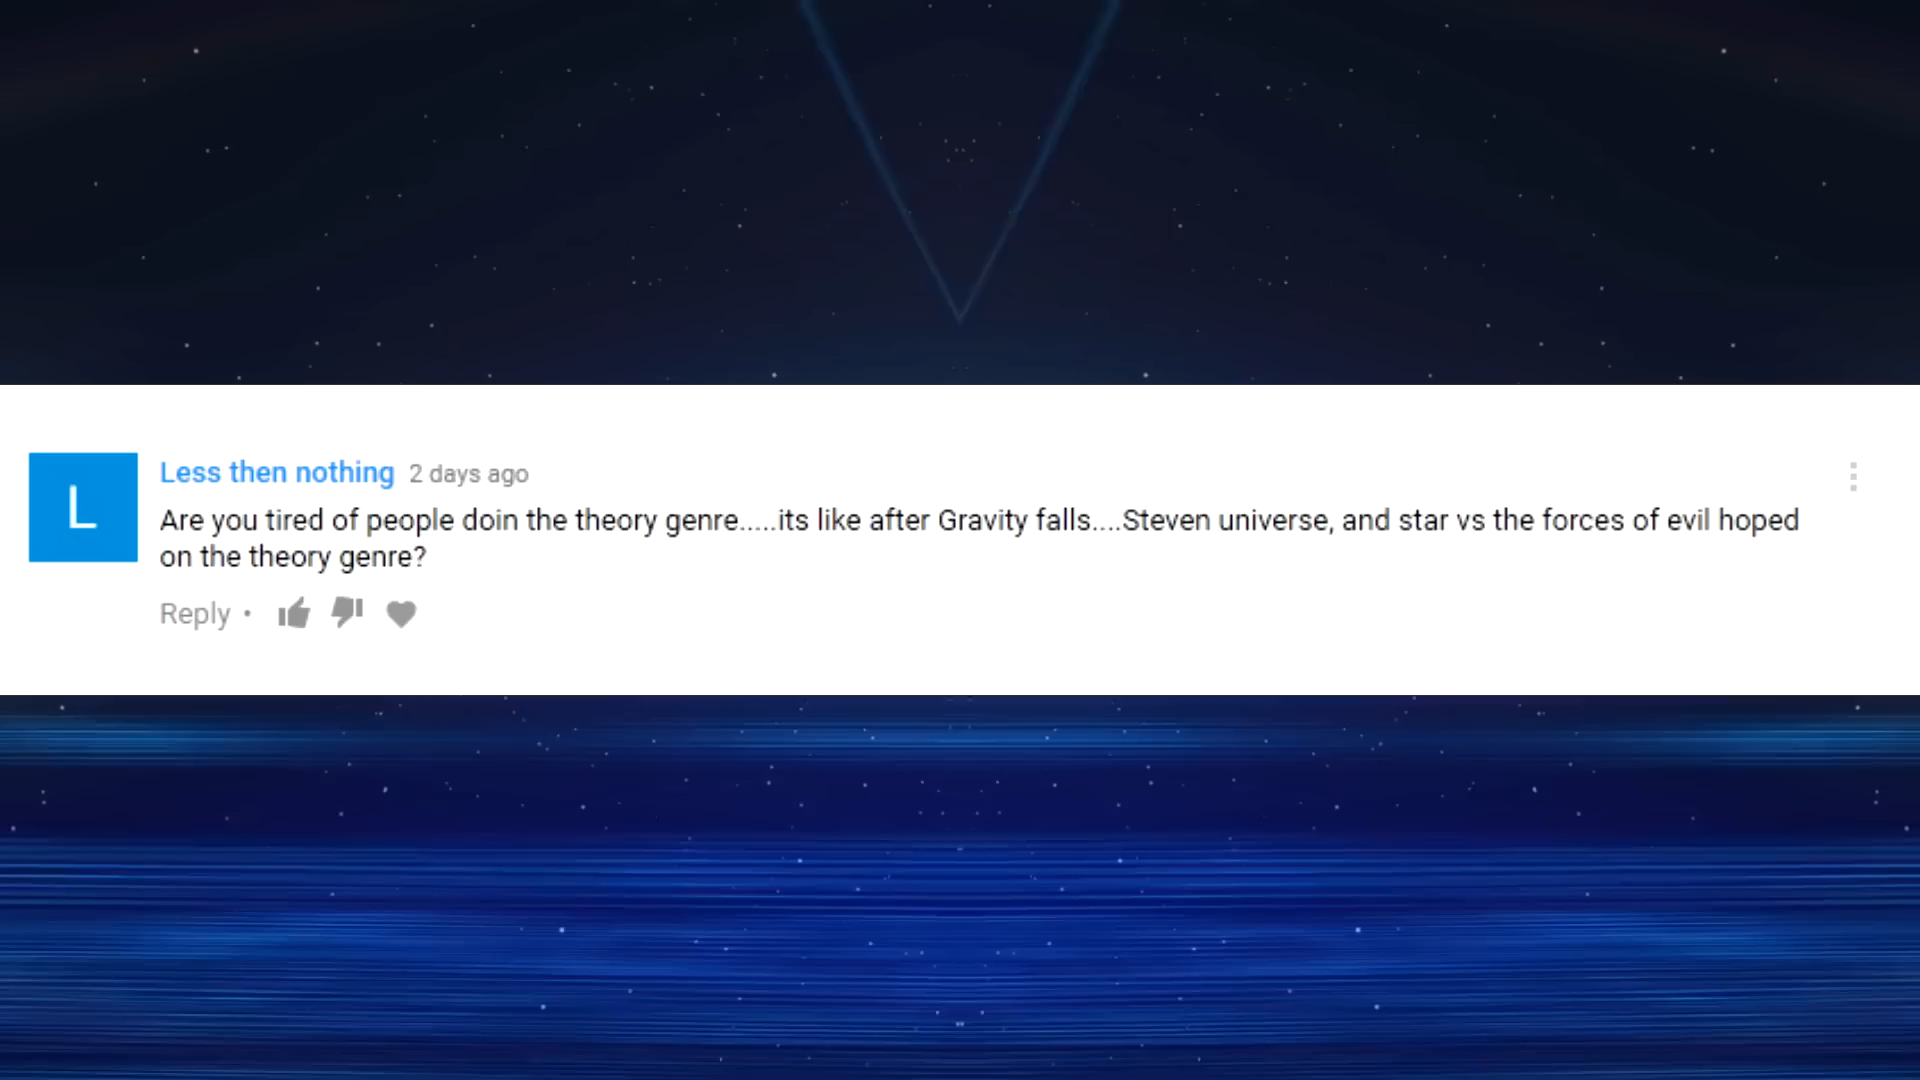 L
Less then nothing 2 days ago
Are you tired of people doin the theory genre.....its like after Gravity falls....Steven universe, and star vs the forces of evil hoped
on the theory genre?
Reply •